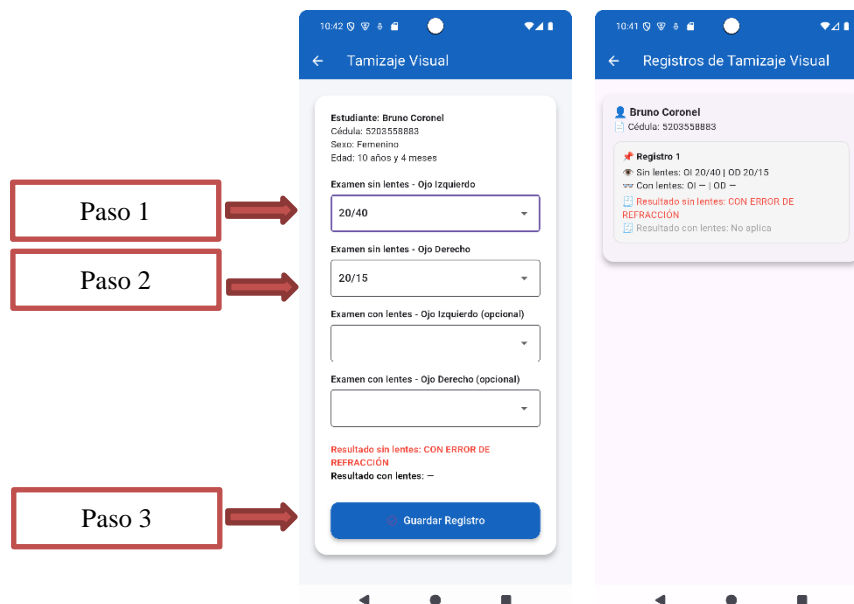 Paso 1
Paso 2
Paso 3
10:42
Tamizaje Visual
Estudiante: Bruno Coronel
Cédula: 5203558883
Sexo: Femenino
Edad: 10 años y 4 meses
Examen sin lentes - Ojo Izquierdo
20/40
Examen sin lentes - Ojo Derecho
20/15
Examen con lentes - Ojo Izquierdo (opcional)
Examen con lentes - Ojo Derecho (opcional)
Resultado sin lentes: CON ERROR DE
REFRACCIÓN
Resultado con lentes: —
Guardar Registro
10:41
Registros de Tamizaje Visual
Bruno Coronel
Cédula: 5203558883
Registro 1
Sin lentes: OI 20/40 | OD 20/15
Con lentes: OI — | OD —
Resultado sin lentes: CON ERROR DE
REFRACCIÓN
Resultado con lentes: No aplica